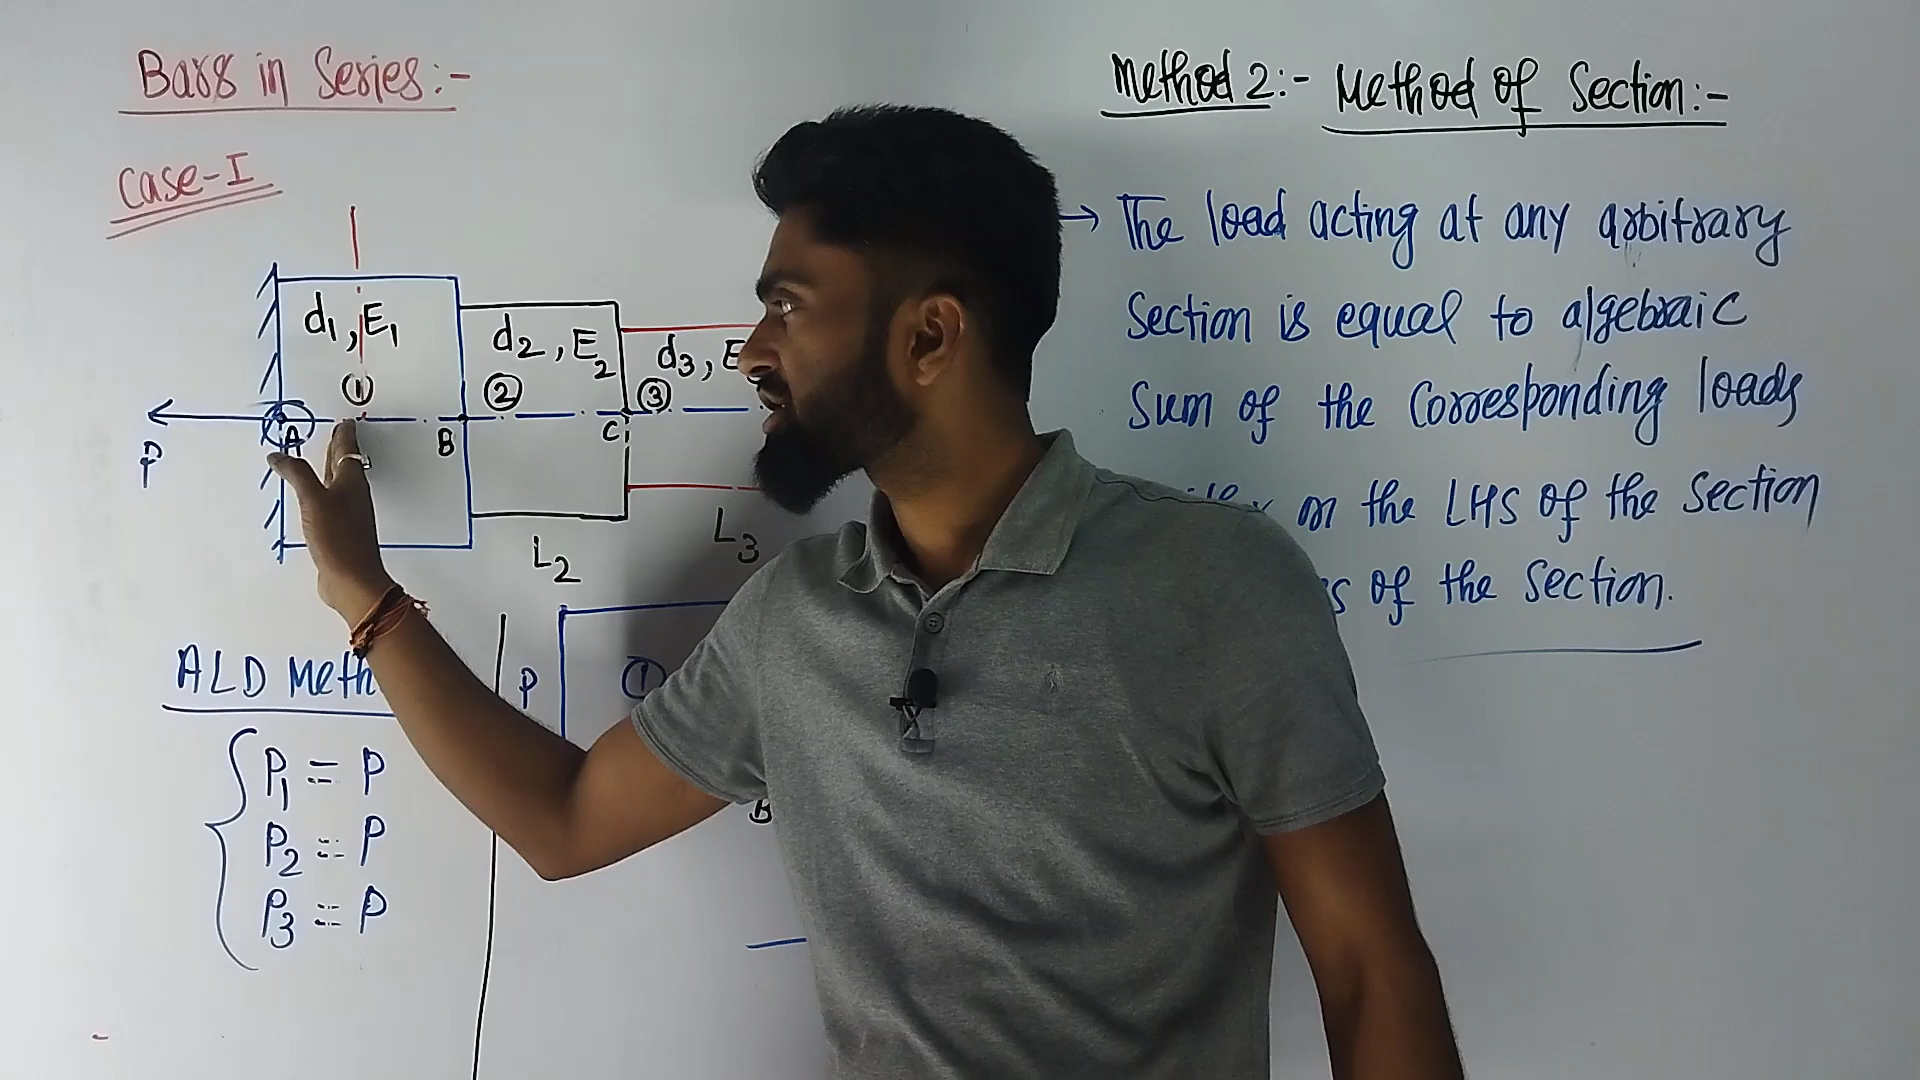 Bars in Series:-
Case-I
d1, E1
d2, E2
d3, E
①
②
③
P
A
B
C
L2
L3
ALD Meth
P
①
P1 = P
P2 = P
P3 = P
B
Method 2:- Method of Section:-
→ The load acting at any arbitrary
Section is equal to algebraic
Sum of the Corresponding loads
on the LHS of the Section
of the Section.